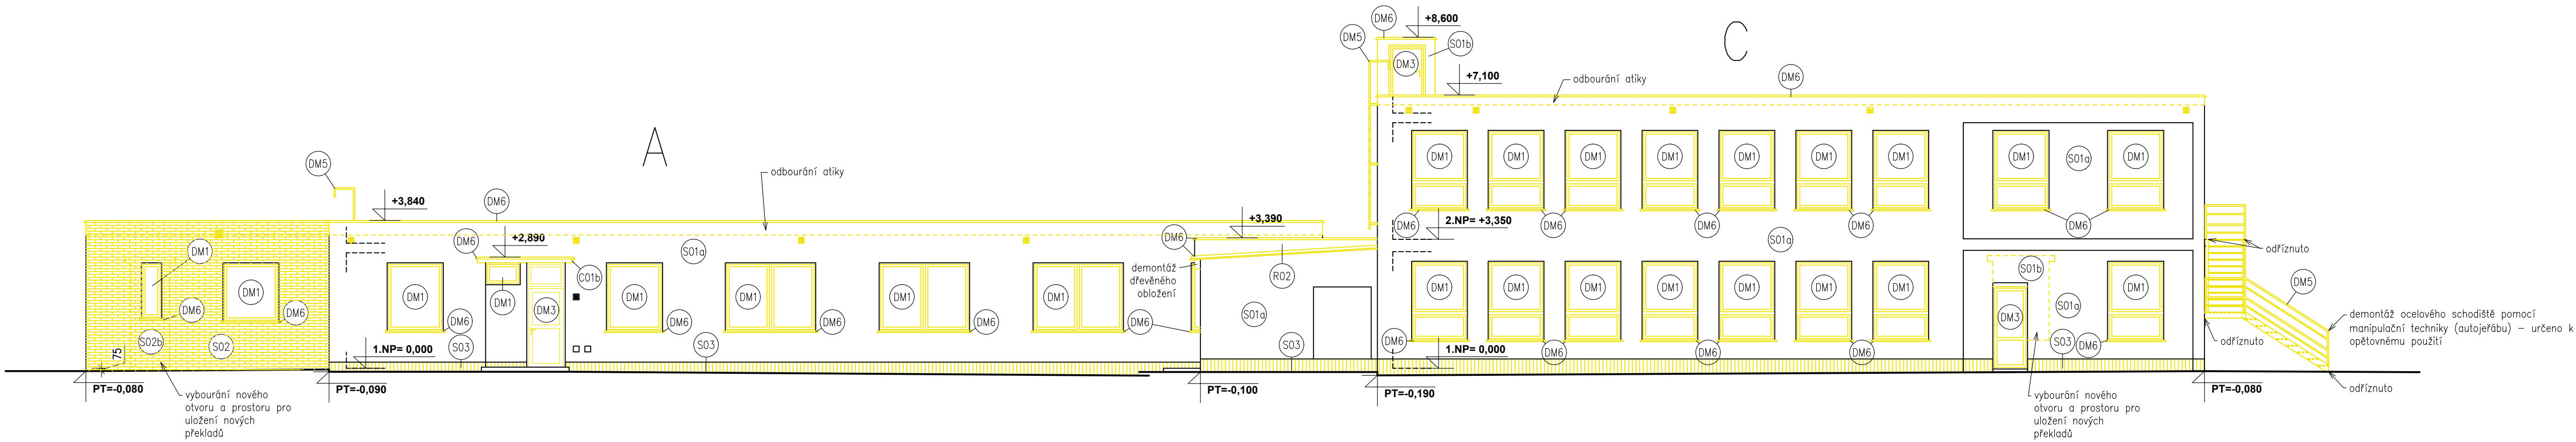 A
C
DM6
+8,600
DM5
DM3
S01b
+7,100
odbourání atiky
DM6
DM5
+3,840
DM6
odbourání atiky
DM1
DM1
DM1
DM1
DM1
DM1
DM1
DM1
S01a
DM1
DM6
DM6
DM6
DM6
DM6
2.NP= +3,350
+3,390
DM6
+2,890
S01a
DM6
S01a
C01b
R02
demontáž
dřevěného
obložení
odříznuto
DM1
DM1
DM1
DM1
DM3
DM1
DM1
DM1
DM1
DM1
DM1
DM1
DM1
DM1
DM1
DM1
DM1
S01b
DM1
DM5
DM6
DM6
DM6
DM6
DM6
DM6
S01a
DM3
S01a
demontáž ocelového schodiště pomocí
manipulační techniky (autojeřábu) – určeno k
opětovnému použití
S02b
S02
75
1.NP= 0,000
S03
S03
S03
DM6
1.NP= 0,000
DM6
DM6
DM6
S03
DM6
odříznuto
PT=-0,080
PT=-0,090
PT=-0,100
PT=-0,190
PT=-0,080
odříznuto
vybourání nového
otvoru a prostoru pro
uložení nových
překladů
vybourání nového
otvoru a prostoru pro
uložení nových
překladů